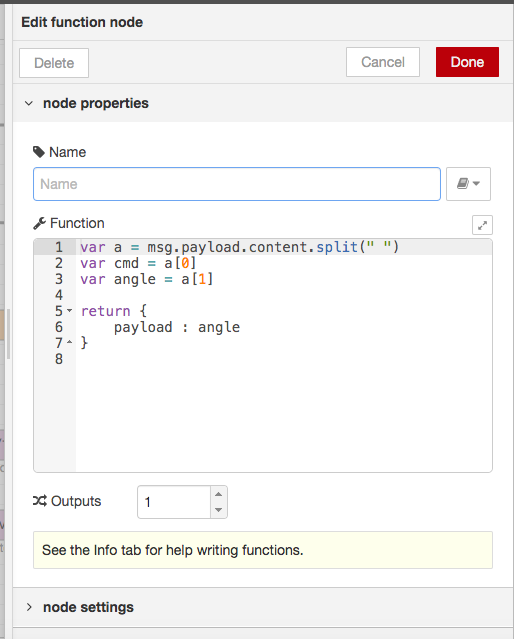 Edit function node
Delete Cancel Done
node properties
Name
Name
Function
1 var a = msg.payload.content.split(" ")
2 var cmd = a[0]
3 var angle = a[1]
4
5 return {
6     payload : angle
7 }
8
Outputs 1
See the Info tab for help writing functions.
node settings